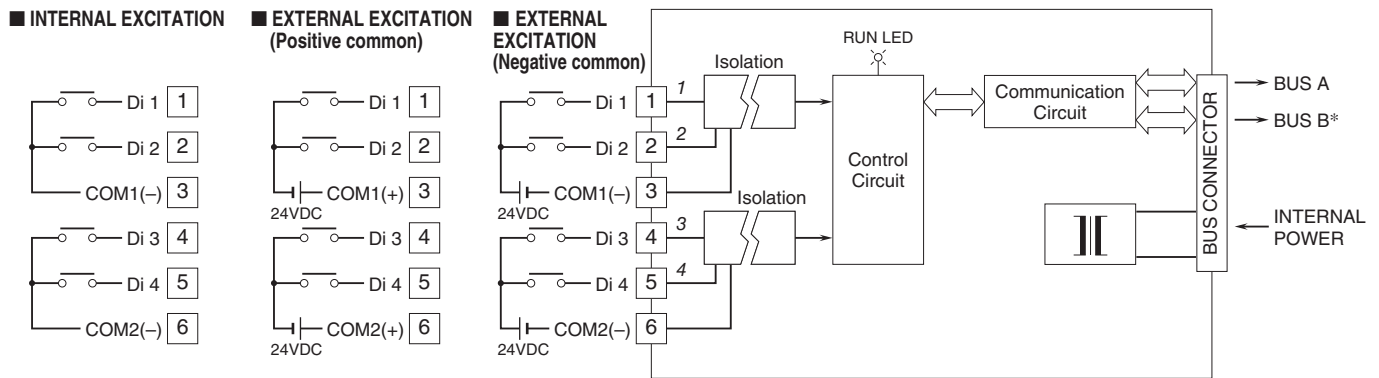 ■ INTERNAL EXCITATION
Di 1 1
Di 2 2
COM1(–) 3
Di 3 4
Di 4 5
COM2(–) 6
■ EXTERNAL EXCITATION
(Positive common)
Di 1 1
Di 2 2
COM1(+) 3
24VDC
Di 3 4
Di 4 5
COM2(+) 6
24VDC
■ EXTERNAL
EXCITATION
(Negative common)
Di 1 1
Di 2 2
COM1(–) 3
24VDC
Di 3 4
Di 4 5
COM2(–) 6
24VDC
1
2
3
4
Isolation
Isolation
RUN LED
Control
Circuit
Communication
Circuit
BUS CONNECTOR
BUS A
BUS B*
INTERNAL
POWER